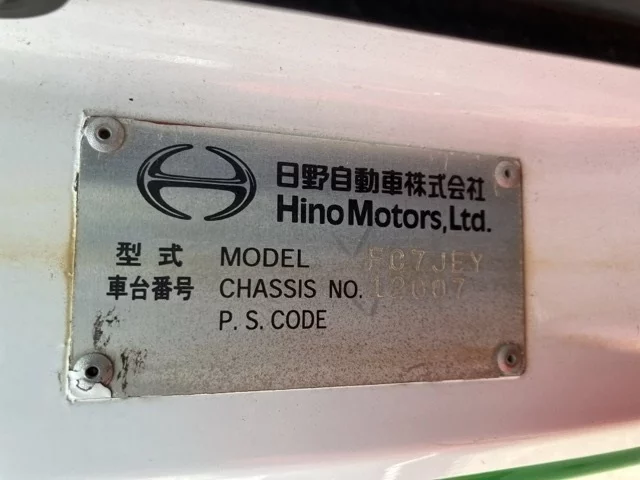 日野自動車株式会社
Hino Motors, Ltd.
型式 MODEL FC7JEY
車台番号 CHASSIS NO. 12607
P. S. CODE